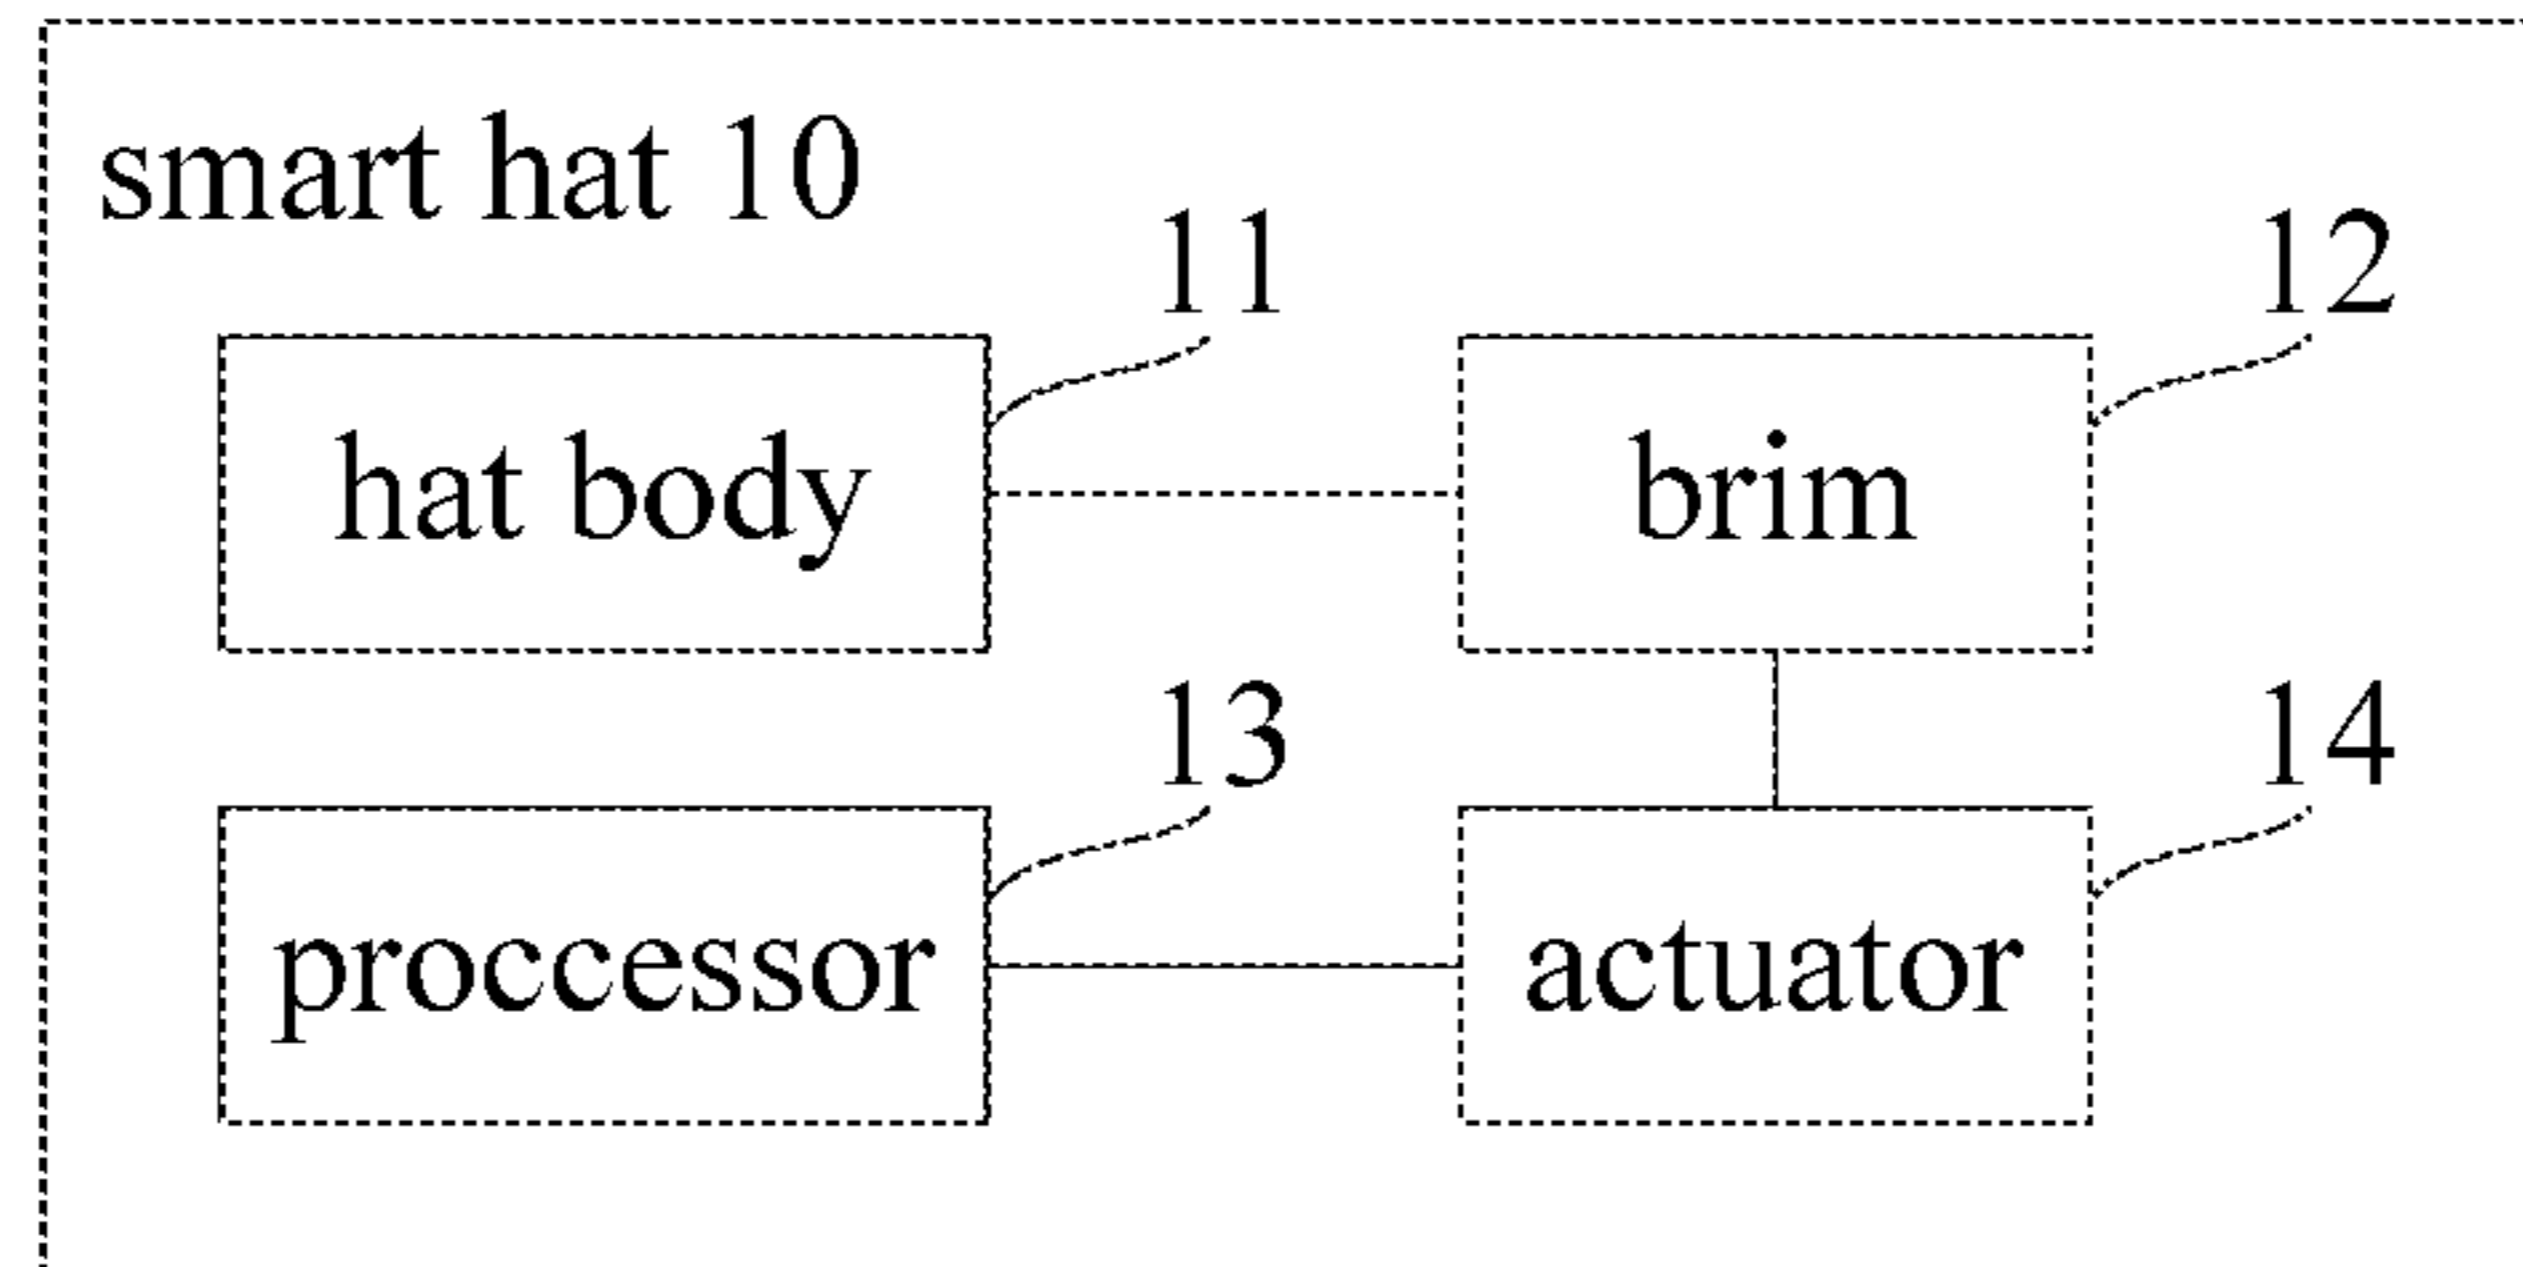 smart hat 10
11
12
hat body
brim
13
14
proccessor
actuator